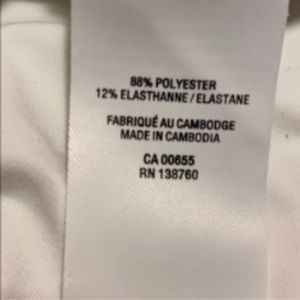 88% POLYESTER
12% ELASTHANNE/ELASTANE
FABRIQUÉ AU CAMBODGE
MADE IN CAMBODIA
CA 00655
RN 138760